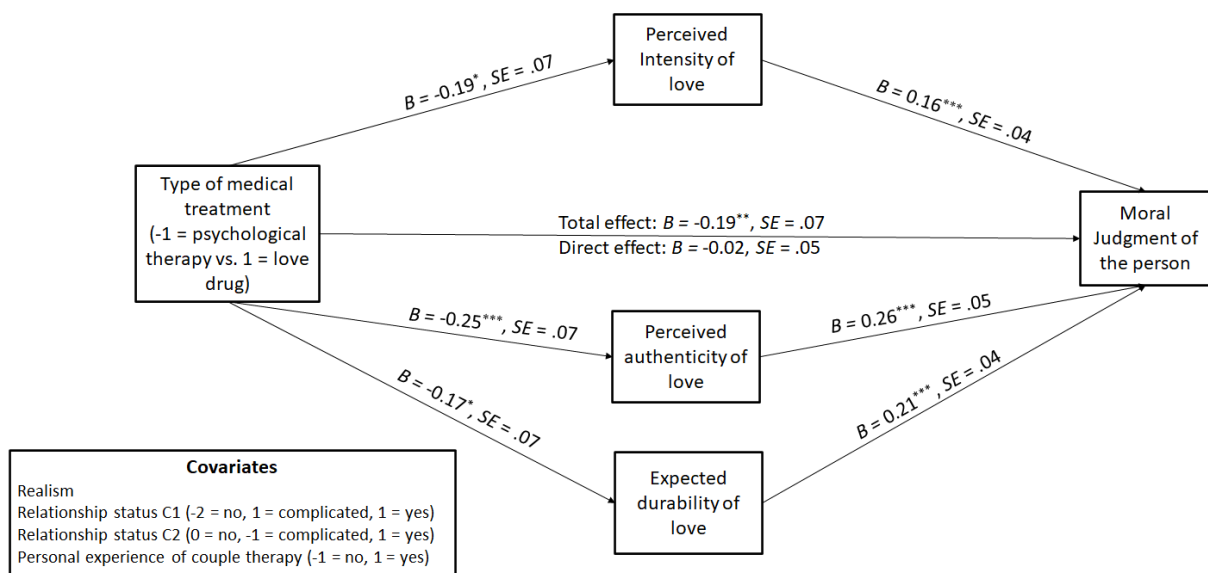 Perceived
Intensity of
love
B = -0.19*, SE = .07
B = 0.16***, SE = .04
Type of medical
treatment
(-1 = psychological
therapy vs. 1 = love
drug)
Total effect: B = -0.19**, SE = .07
Direct effect: B = -0.02, SE = .05
Moral
Judgment of
the person
B = -0.25***, SE = .07
Perceived
authenticity of
love
B = 0.26***, SE = .05
B = -0.17*, SE = .07
B = 0.21***, SE = .04
Expected
durability of
love
Covariates
Realism
Relationship status C1 (-2 = no, 1 = complicated, 1 = yes)
Relationship status C2 (0 = no, -1 = complicated, 1 = yes)
Personal experience of couple therapy (-1 = no, 1 = yes)